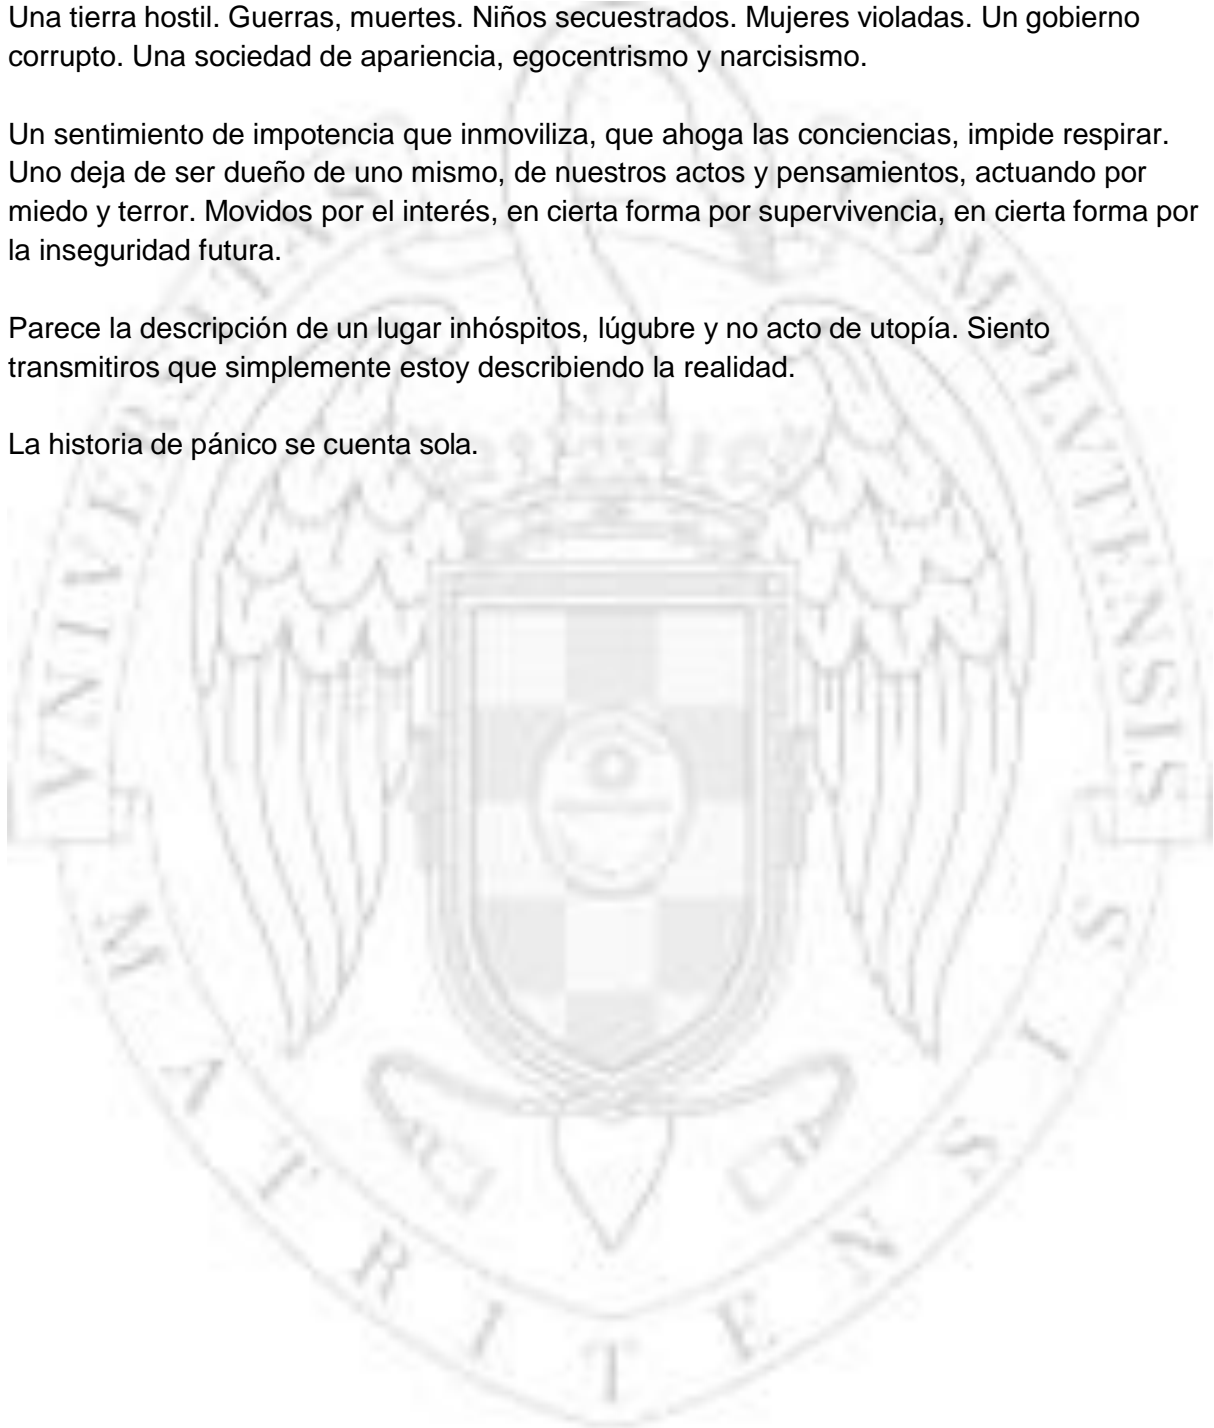 Una tierra hostil. Guerras, muertes. Niños secuestrados. Mujeres violadas. Un gobierno
corrupto. Una sociedad de apariencia, egocentrismo y narcisismo.
Un sentimiento de impotencia que inmoviliza, que ahoga las conciencias, impide respirar.
Uno deja de ser dueño de uno mismo, de nuestros actos y pensamientos, actuando por
miedo y terror. Movidos por el interés, en cierta forma por supervivencia, en cierta forma por
la inseguridad futura.
Parece la descripción de un lugar inhóspitos, lúgubre y no acto de utopía. Siento
transmitiros que simplemente estoy describiendo la realidad.
La historia de pánico se cuenta sola.
VNIVERSITAS COMPLVTENSIS
MATRITENSIS